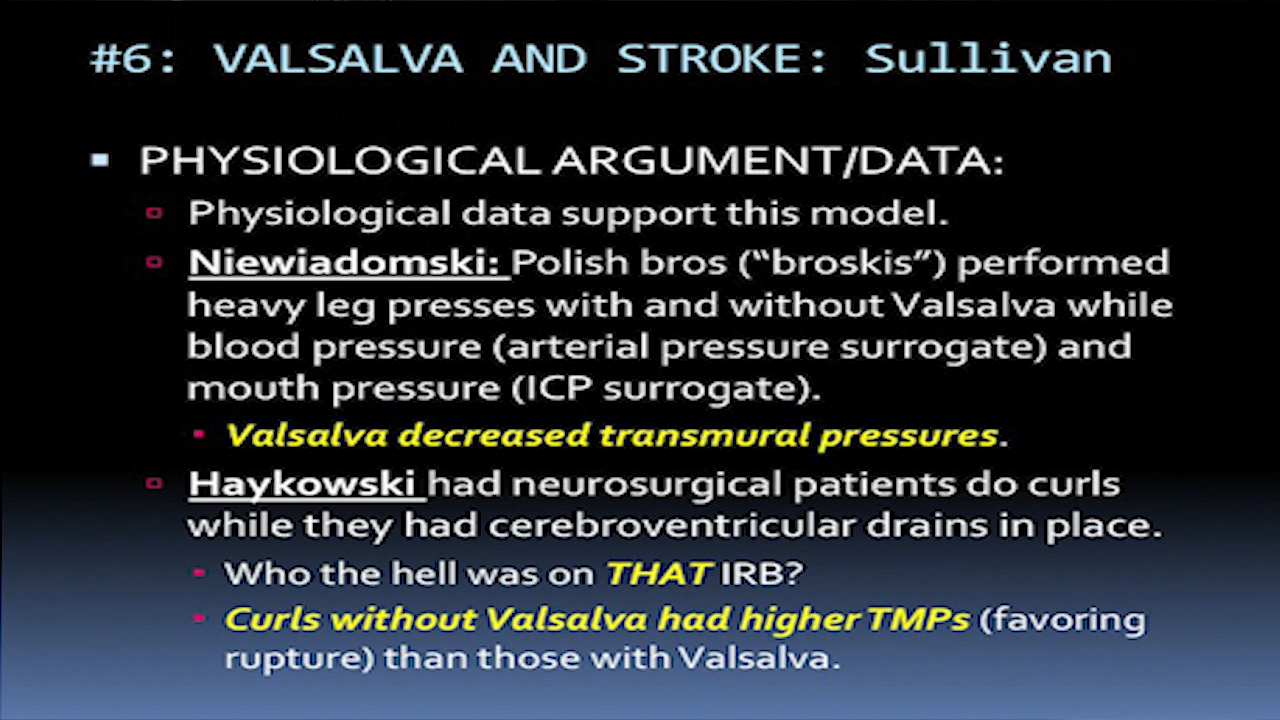 #6: VALSALVA AND STROKE: Sullivan
PHYSIOLOGICAL ARGUMENT/DATA:
Physiological data support this model.
Niewiadomski: Polish bros ("broskis") performed
heavy leg presses with and without Valsalva while
blood pressure (arterial pressure surrogate) and
mouth pressure (ICP surrogate).
Valsalva decreased transmural pressures.
Haykowski had neurosurgical patients do curls
while they had cerebroventricular drains in place.
Who the hell was on THAT IRB?
Curls without Valsalva had higher TMPs (favoring
rupture) than those with Valsalva.